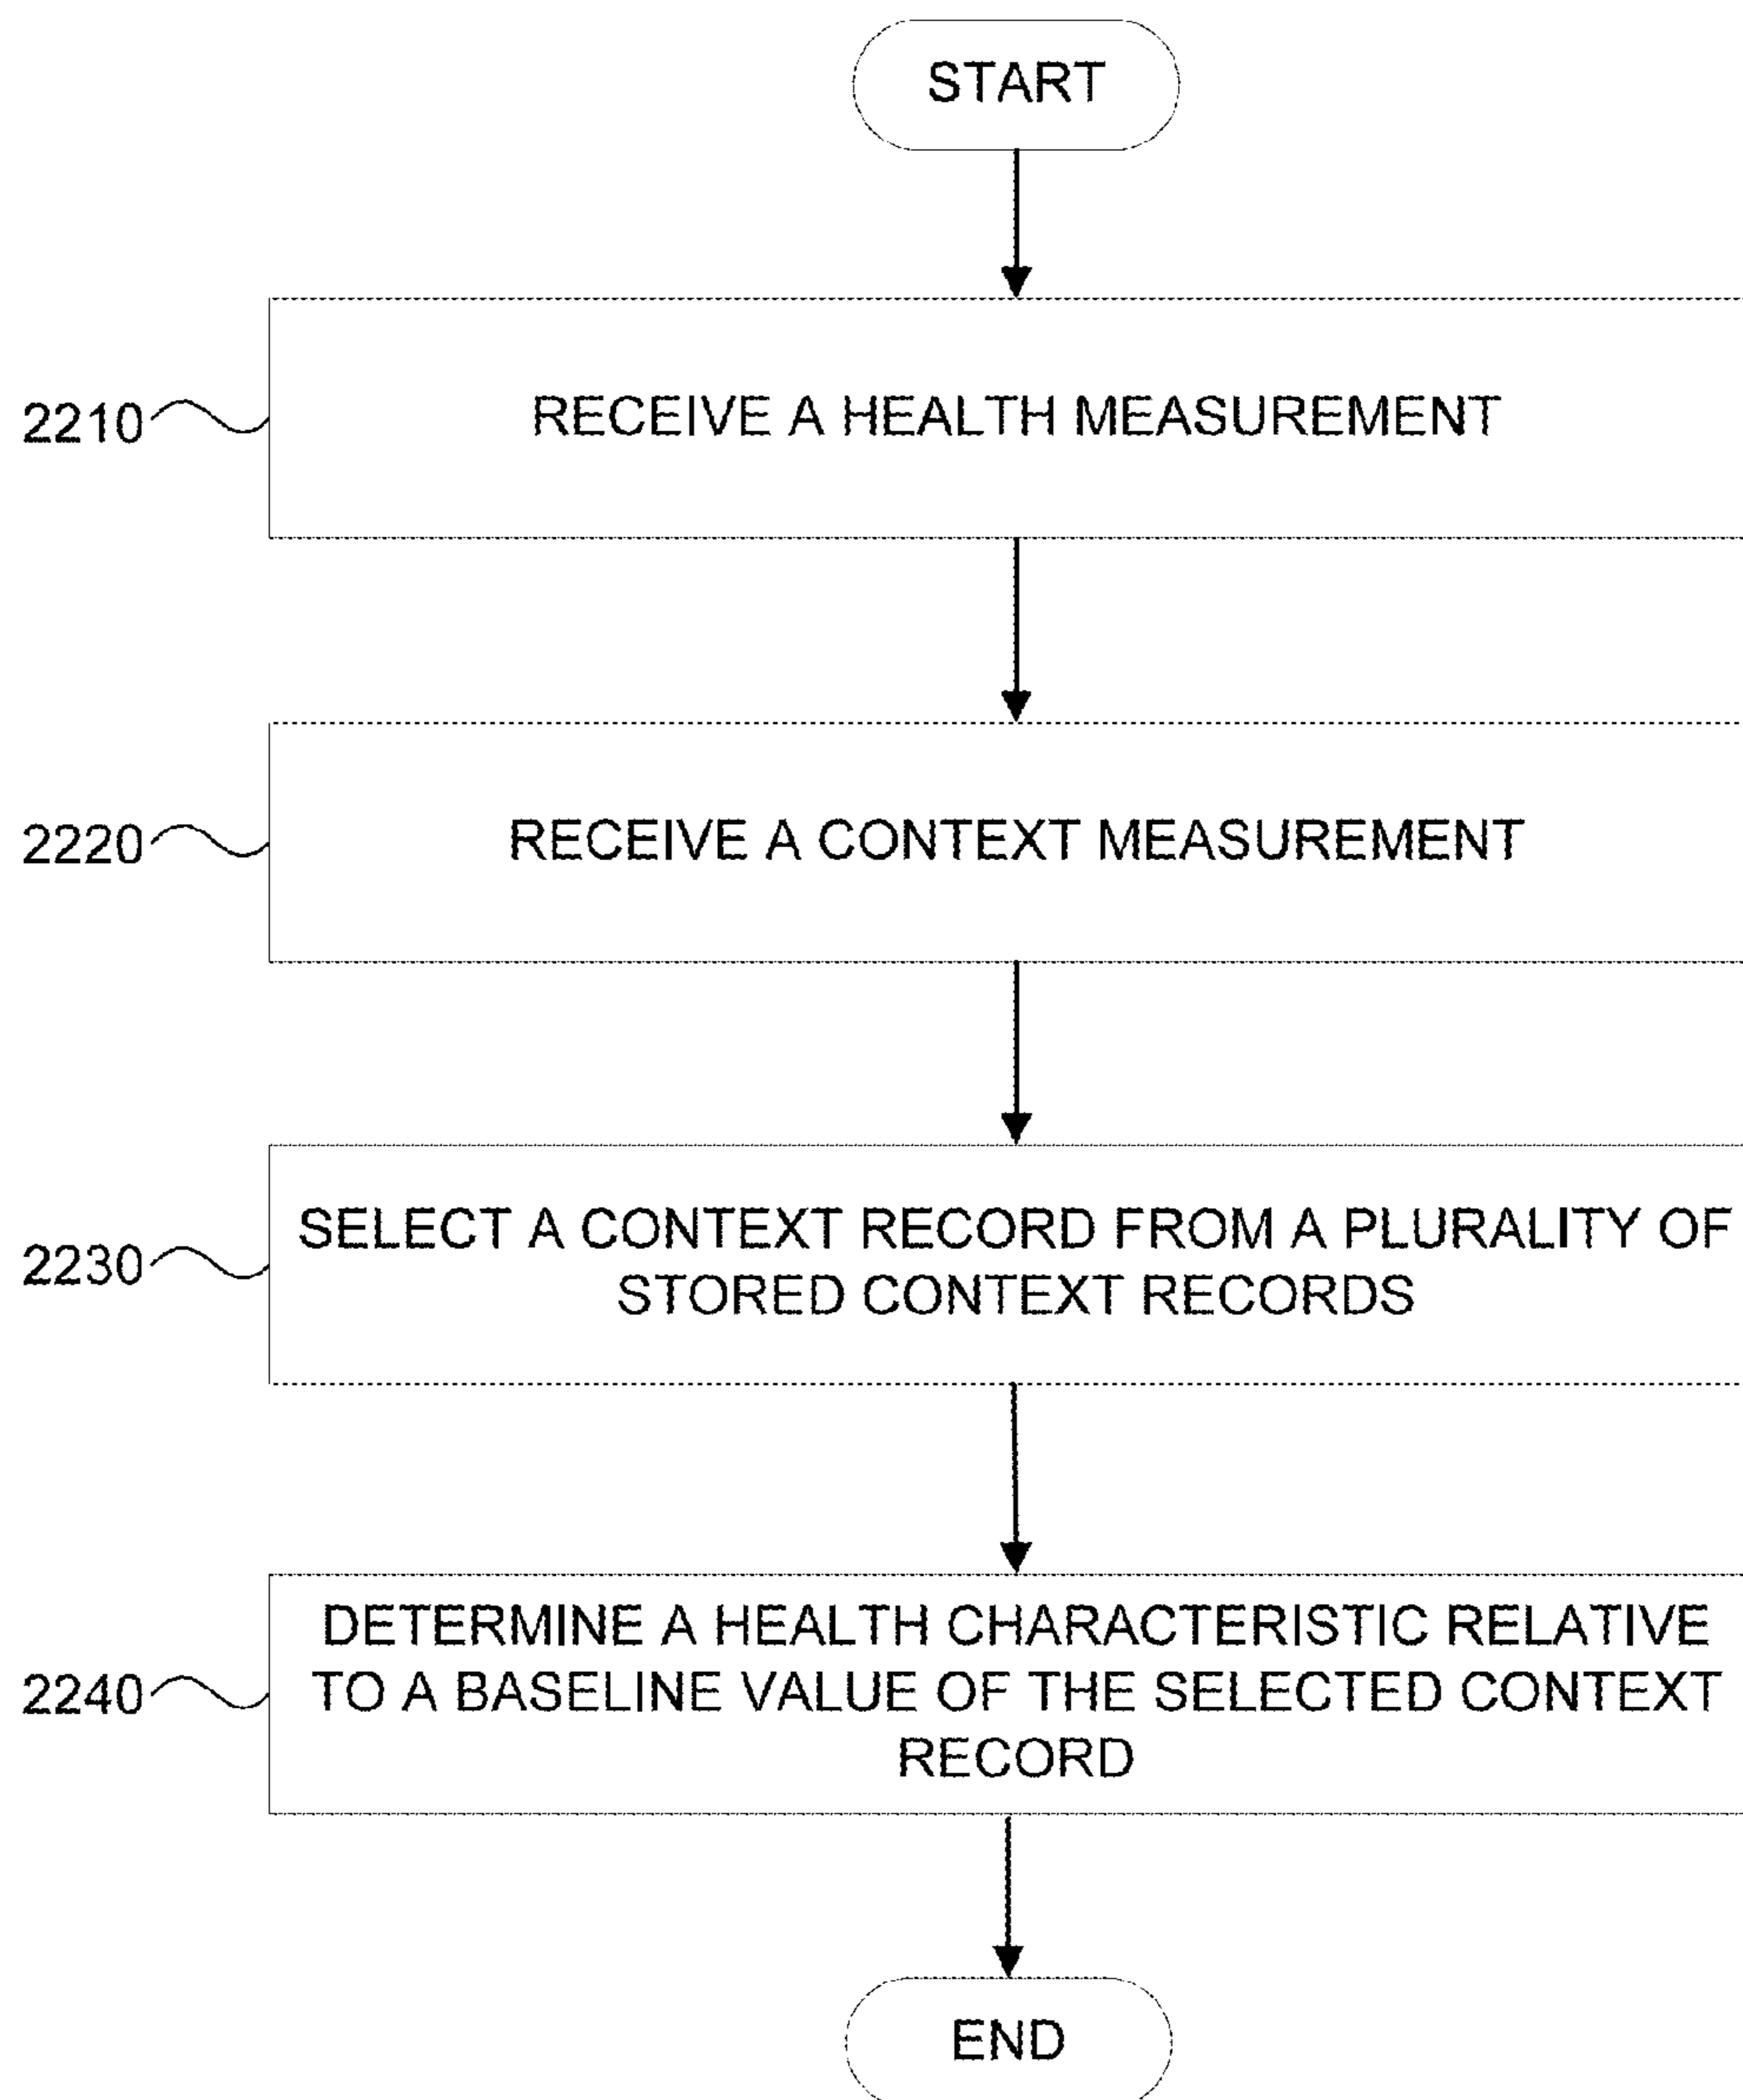 START
2210
RECEIVE A HEALTH MEASUREMENT
2220
RECEIVE A CONTEXT MEASUREMENT
2230
SELECT A CONTEXT RECORD FROM A PLURALITY OF
STORED CONTEXT RECORDS
2240
DETERMINE A HEALTH CHARACTERISTIC RELATIVE
TO A BASELINE VALUE OF THE SELECTED CONTEXT
RECORD
END